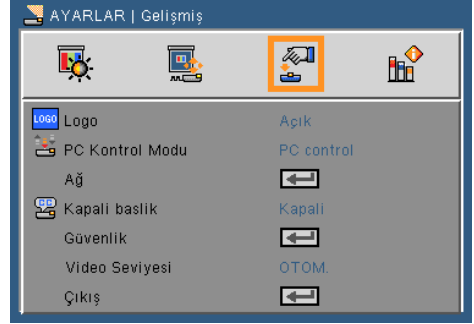 AYARLAR | Gelişmiş
LOGO Logo Açık
PC Kontrol Modu PC control
Ağ
Kapali baslik Kapali
Güvenlik
Video Seviyesi OTOM.
Çıkış